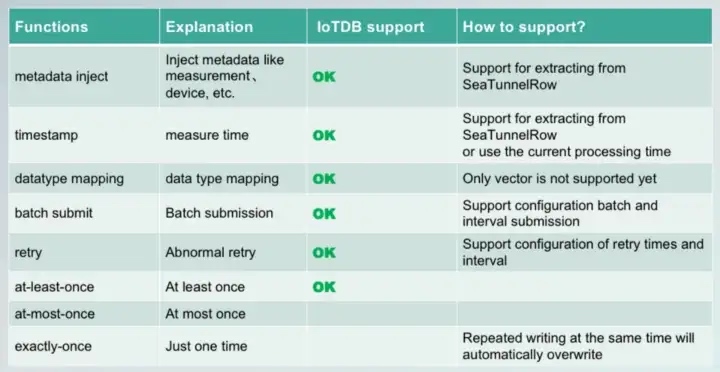 Functions Explanation IoTDB support How to support?
metadata inject Inject metadata like
measurement、
device, etc. OK Support for extracting from
SeaTunnelRow
timestamp measure time OK Support for extracting from
SeaTunnelRow
or use the current processing time
datatype mapping data type mapping OK Only vector is not supported yet
batch submit Batch submission OK Support configuration batch and
interval submission
retry Abnormal retry OK Support configuration of retry times and
interval
at-least-once At least once OK
at-most-once At most once
exactly-once Just one time Repeated writing at the same time will
automatically overwrite